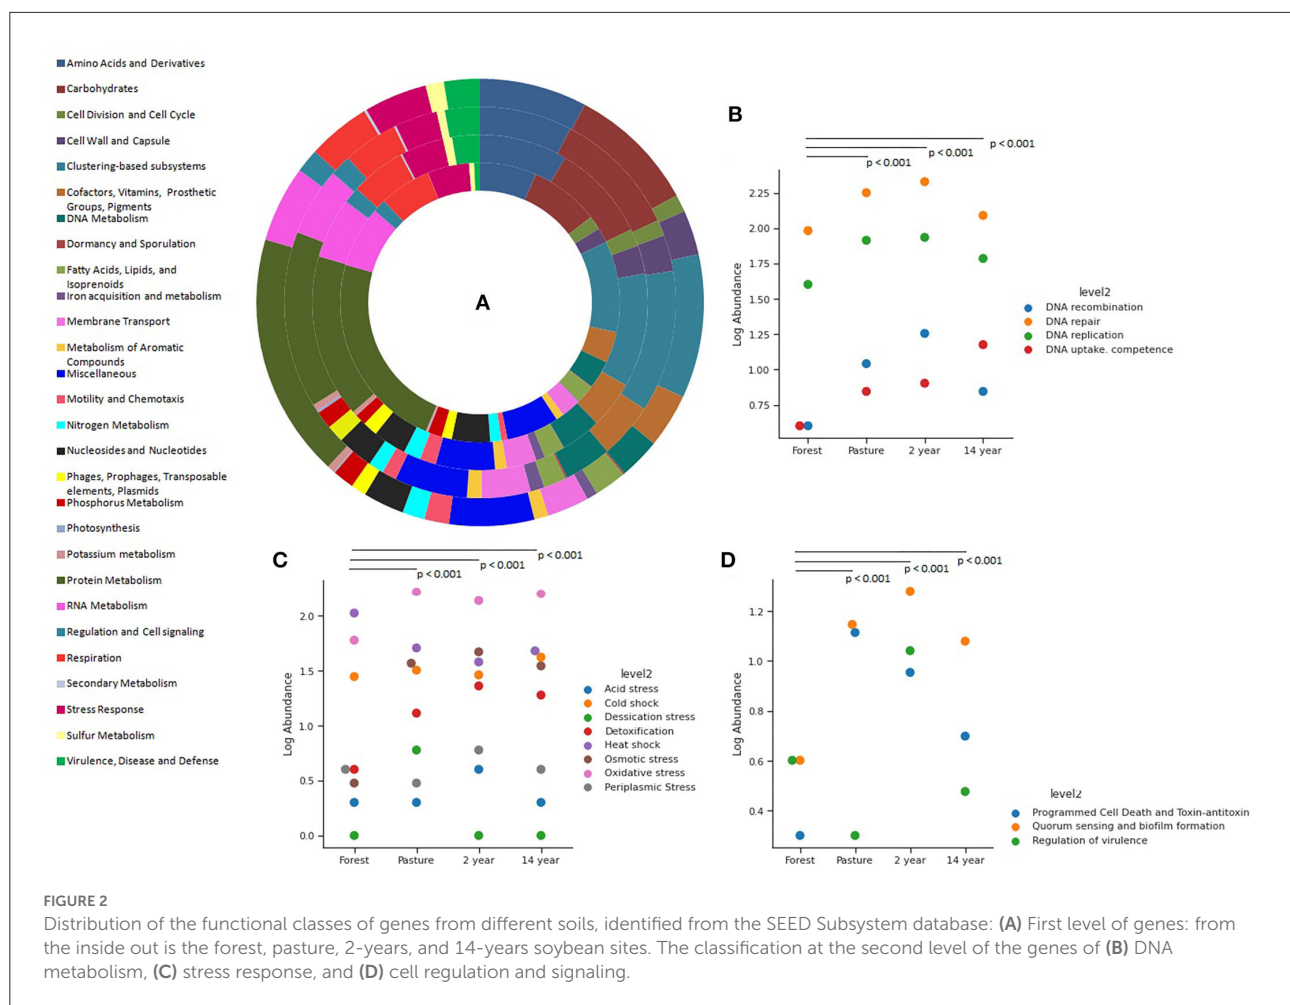 Amino Acids and Derivatives
Carbohydrates
Cell Division and Cell Cycle
Cell Wall and Capsule
Clustering-based subsystems
Cofactors, Vitamins, Prosthetic
Groups, Pigments
DNA Metabolism
Dormancy and Sporulation
Fatty Acids, Lipids, and
Isoprenoids
Iron acquisition and metabolism
Membrane Transport
Metabolism of Aromatic
Compounds
Miscellaneous
Motility and Chemotaxis
Nitrogen Metabolism
Nucleosides and Nucleotides
Phages, Prophages, Transposable
elements, Plasmids
Phosphorus Metabolism
Photosynthesis
Potassium metabolism
Protein Metabolism
RNA Metabolism
Regulation and Cell signaling
Respiration
Secondary Metabolism
Stress Response
Sulfur Metabolism
Virulence, Disease and Defense
A
B
p < 0.001
p < 0.001
p < 0.001
2.25
2.00
1.75
1.50
1.25
1.00
0.75
Log Abundance
Forest
Pasture
2 year
14 year
level2
DNA recombination
DNA repair
DNA replication
DNA uptake. competence
C
p < 0.001
p < 0.001
p < 0.001
2.0
1.5
1.0
0.5
0.0
Log Abundance
Forest
Pasture
2 year
14 year
level2
Acid stress
Cold shock
Dessication stress
Detoxification
Heat shock
Osmotic stress
Oxidative stress
Periplasmic Stress
D
p < 0.001
p < 0.001
p < 0.001
1.2
1.0
0.8
0.6
0.4
Log Abundance
Forest
Pasture
2 year
14 year
level2
Programmed Cell Death and Toxin-antitoxin
Quorum sensing and biofilm formation
Regulation of virulence
FIGURE 2
Distribution of the functional classes of genes from different soils, identified from the SEED Subsystem database: (A) First level of genes: from
the inside out is the forest, pasture, 2-years, and 14-years soybean sites. The classification at the second level of the genes of (B) DNA
metabolism, (C) stress response, and (D) cell regulation and signaling.